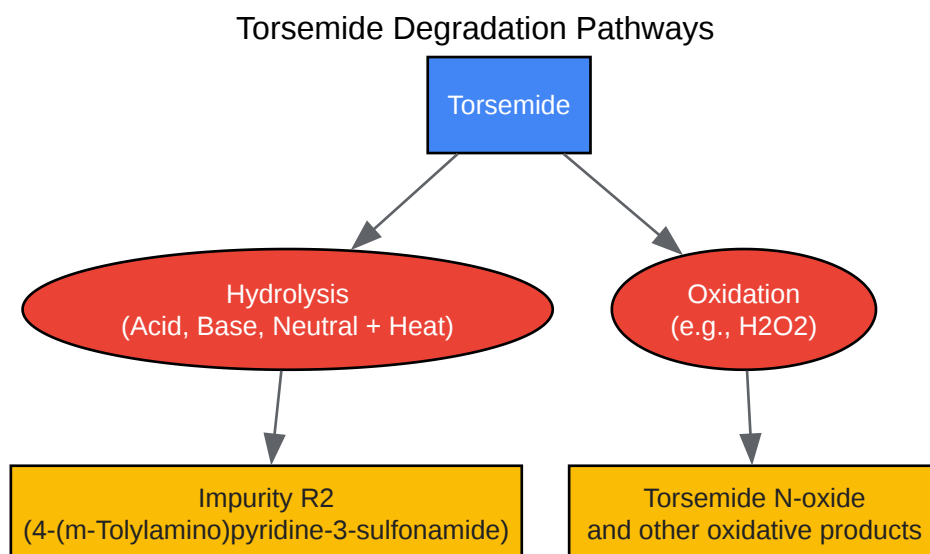 Torsemide Degradation Pathways
Torsemide
Hydrolysis
(Acid, Base, Neutral + Heat)
Oxidation
(e.g., H2O2)
Impurity R2
(4-(m-Tolylamino)pyridine-3-sulfonamide)
Torsemide N-oxide
and other oxidative products